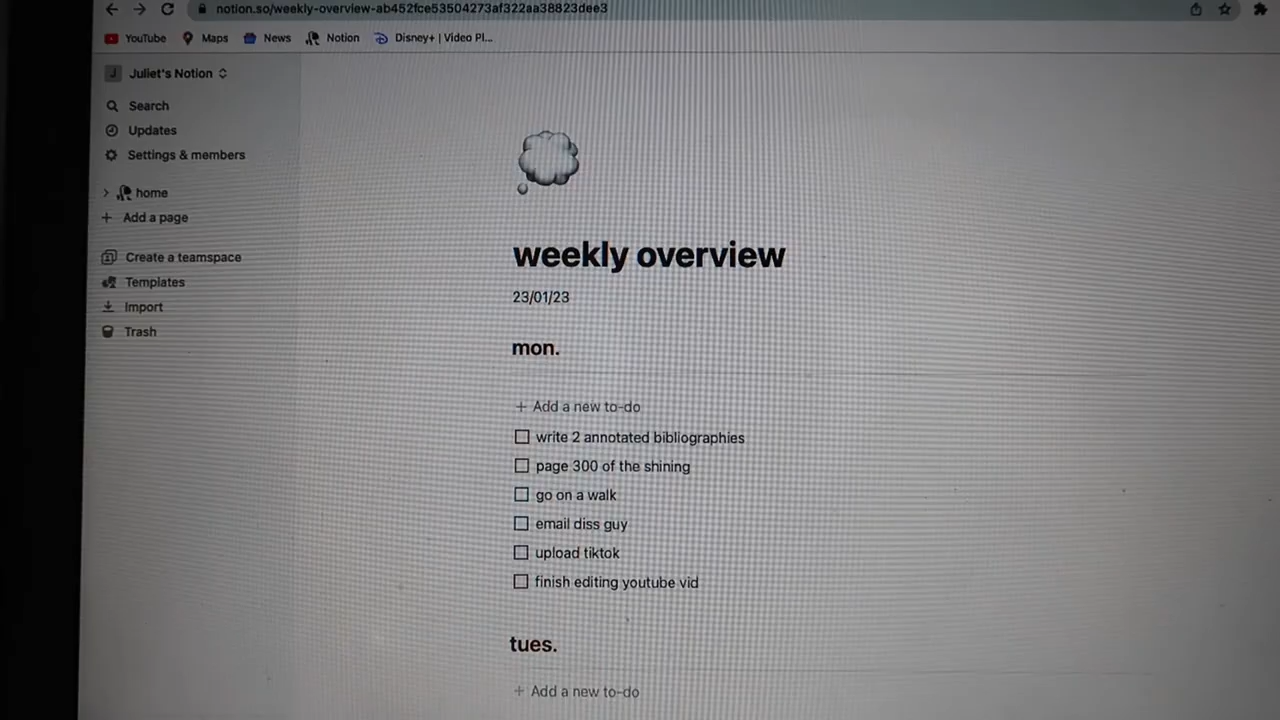 notion.so/weekly-overview-ab452fce53504273af322aa38823dee3
YouTube Maps News Notion Disney+ | Video Pl...
J Juliet's Notion
Search
Updates
Settings & members
home
+ Add a page
Create a teamspace
Templates
Import
Trash
weekly overview
23/01/23
mon.
+ Add a new to-do
write 2 annotated bibliographies
page 300 of the shining
go on a walk
email diss guy
upload tiktok
finish editing youtube vid
tues.
+ Add a new to-do